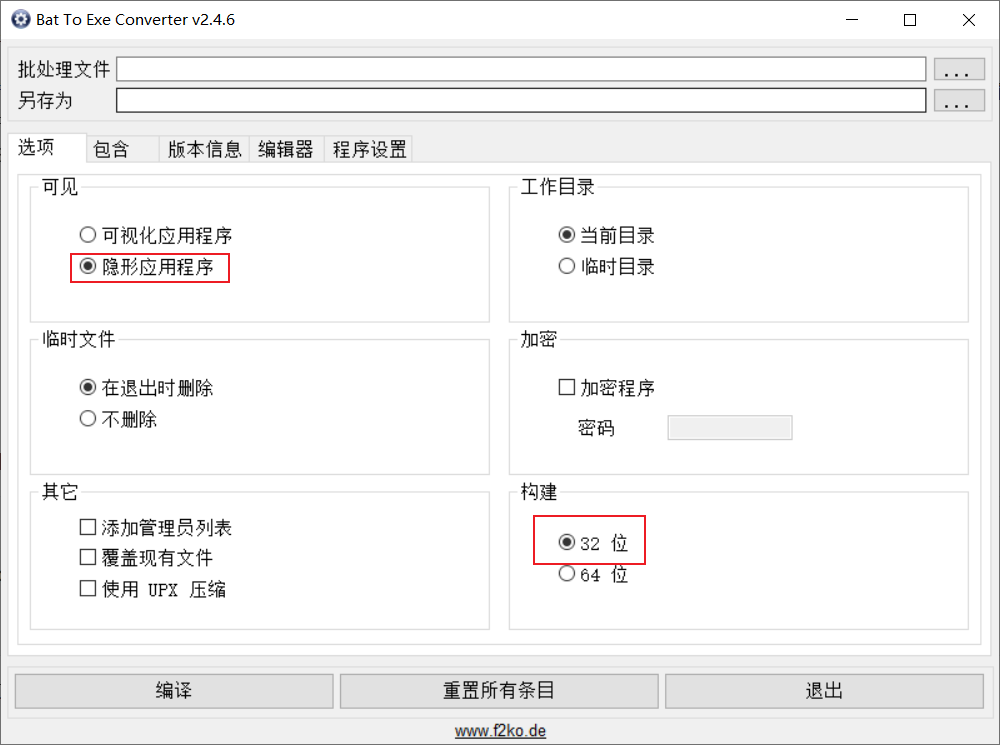 Bat To Exe Converter v2.4.6
批处理文件 ...
另存为 ...
选项 包含 版本信息 编辑器 程序设置
可见
可视化应用程序
隐形应用程序
工作目录
当前目录
临时目录
临时文件
在退出时删除
不删除
加密
加密程序
密码
其它
添加管理员列表
覆盖现有文件
使用 UPX 压缩
构建
32 位
64 位
编译 重置所有条目 退出
www.f2ko.de